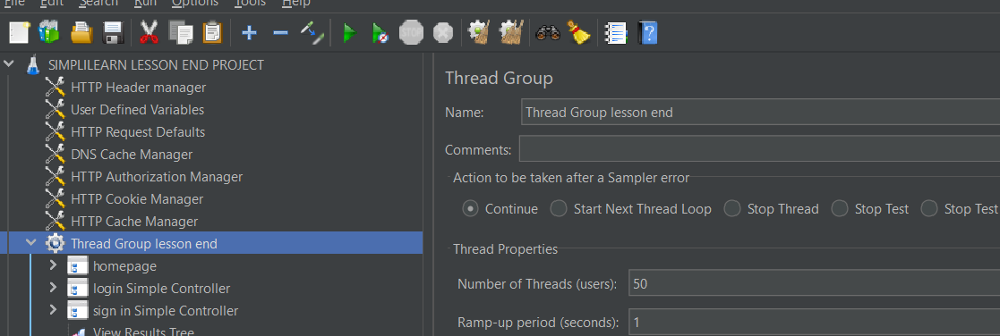 File Edit Search Run Options Tools Help
SIMPLILEARN LESSON END PROJECT
HTTP Header manager
User Defined Variables
HTTP Request Defaults
DNS Cache Manager
HTTP Authorization Manager
HTTP Cookie Manager
HTTP Cache Manager
Thread Group lesson end
homepage
login Simple Controller
sign in Simple Controller
View Results Tree
Thread Group
Name: Thread Group lesson end
Comments:
Action to be taken after a Sampler error
Continue Start Next Thread Loop Stop Thread Stop Test Stop Test
Thread Properties
Number of Threads (users): 50
Ramp-up period (seconds): 1